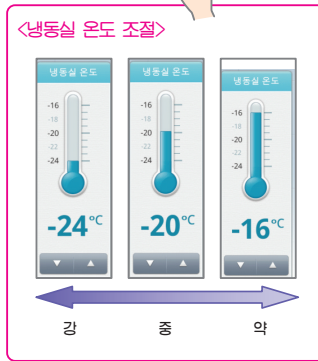 <냉동실 온도 조절>
냉동실 온도 냉동실 온도 냉동실 온도
-16 -16 -16
-18 -18 -18
-20 -20 -20
-22 -22 -22
-24 -24 -24
-24℃ -20℃ -16℃
▼ ▲ ▼ ▲ ▼ ▲
강 중 약